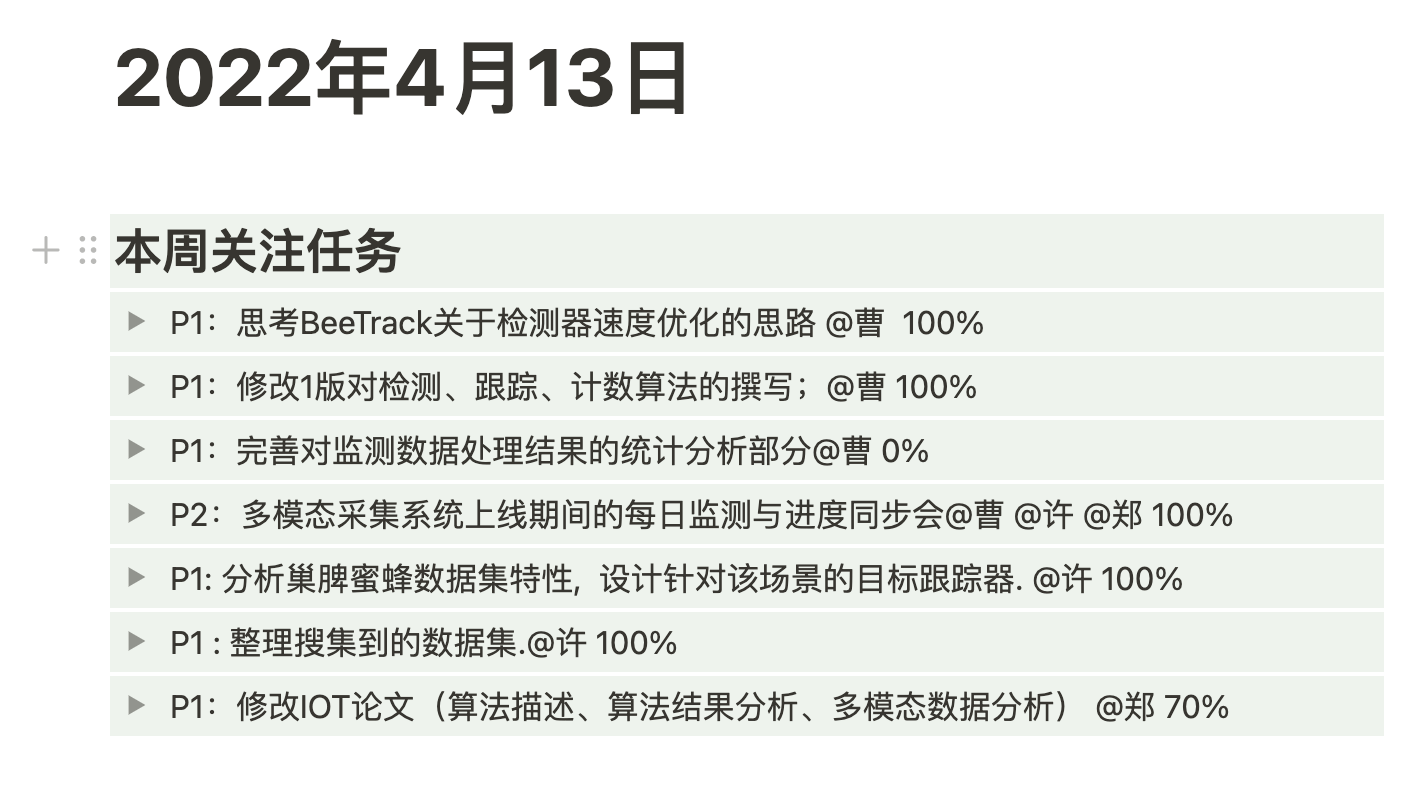 2022年4月13日
本周关注任务
P1：思考BeeTrack关于检测器速度优化的思路 @曹  100%
P1：修改1版对检测、跟踪、计数算法的撰写；@曹 100%
P1：完善对监测数据处理结果的统计分析部分@曹 0%
P2：多模态采集系统上线期间的每日监测与进度同步会@曹 @许 @郑 100%
P1: 分析巢脾蜜蜂数据集特性，设计针对该场景的目标跟踪器. @许 100%
P1 : 整理搜集到的数据集.@许 100%
P1：修改IOT论文（算法描述、算法结果分析、多模态数据分析） @郑 70%